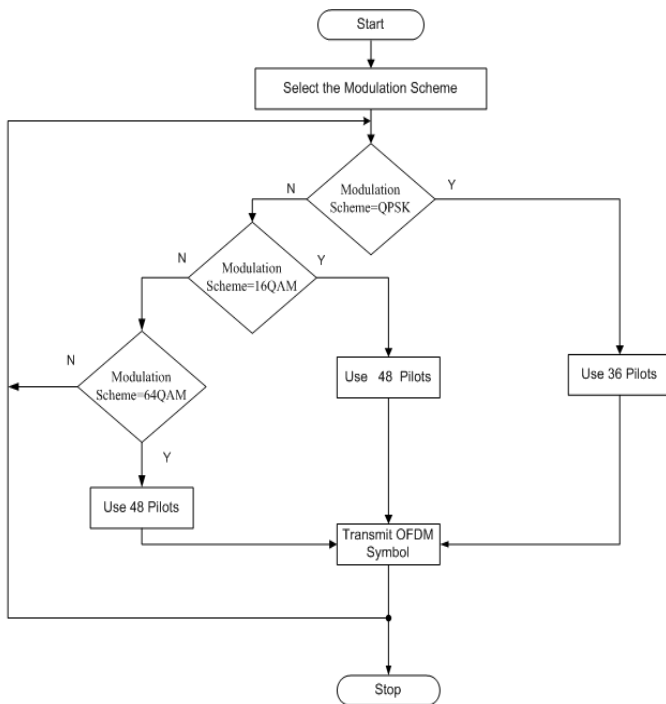 Start
Select the Modulation Scheme
N
Modulation
Scheme=QPSK
Y
N
Modulation
Scheme=16QAM
Y
N
Modulation
Scheme=64QAM
Use 48 Pilots
Use 36 Pilots
Y
Use 48 Pilots
Transmit OFDM
Symbol
Stop